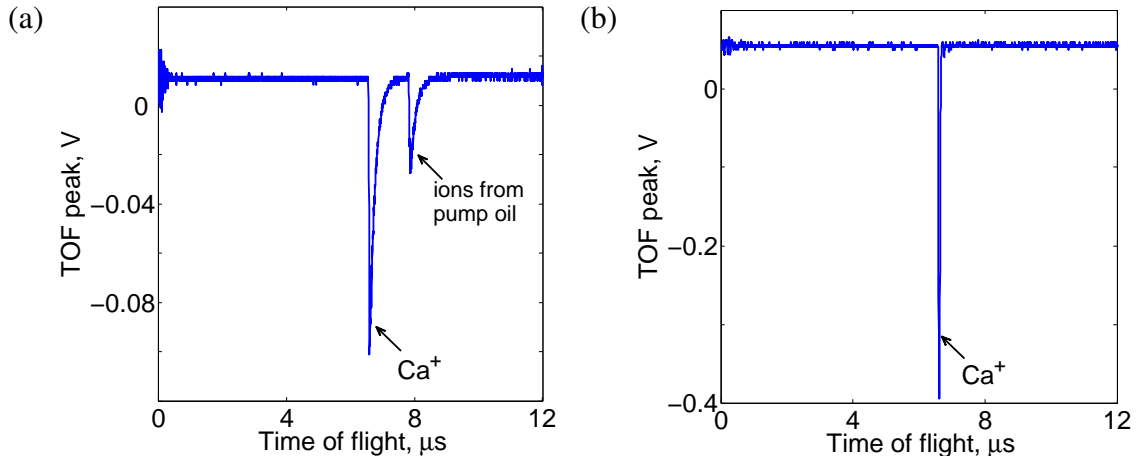 (a)
TOF peak, V
0
−0.04
−0.08
ions from
pump oil
Ca+
0
4
8
12
Time of flight, μs
(b)
TOF peak, V
0
−0.2
−0.4
Ca+
0
4
8
12
Time of flight, μs